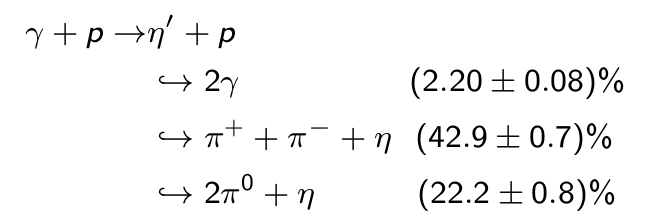 γ + p → η′ + p
↪ 2γ (2.20 ± 0.08)%
↪ π⁺ + π⁻ + η (42.9 ± 0.7)%
↪ 2π⁰ + η (22.2 ± 0.8)%